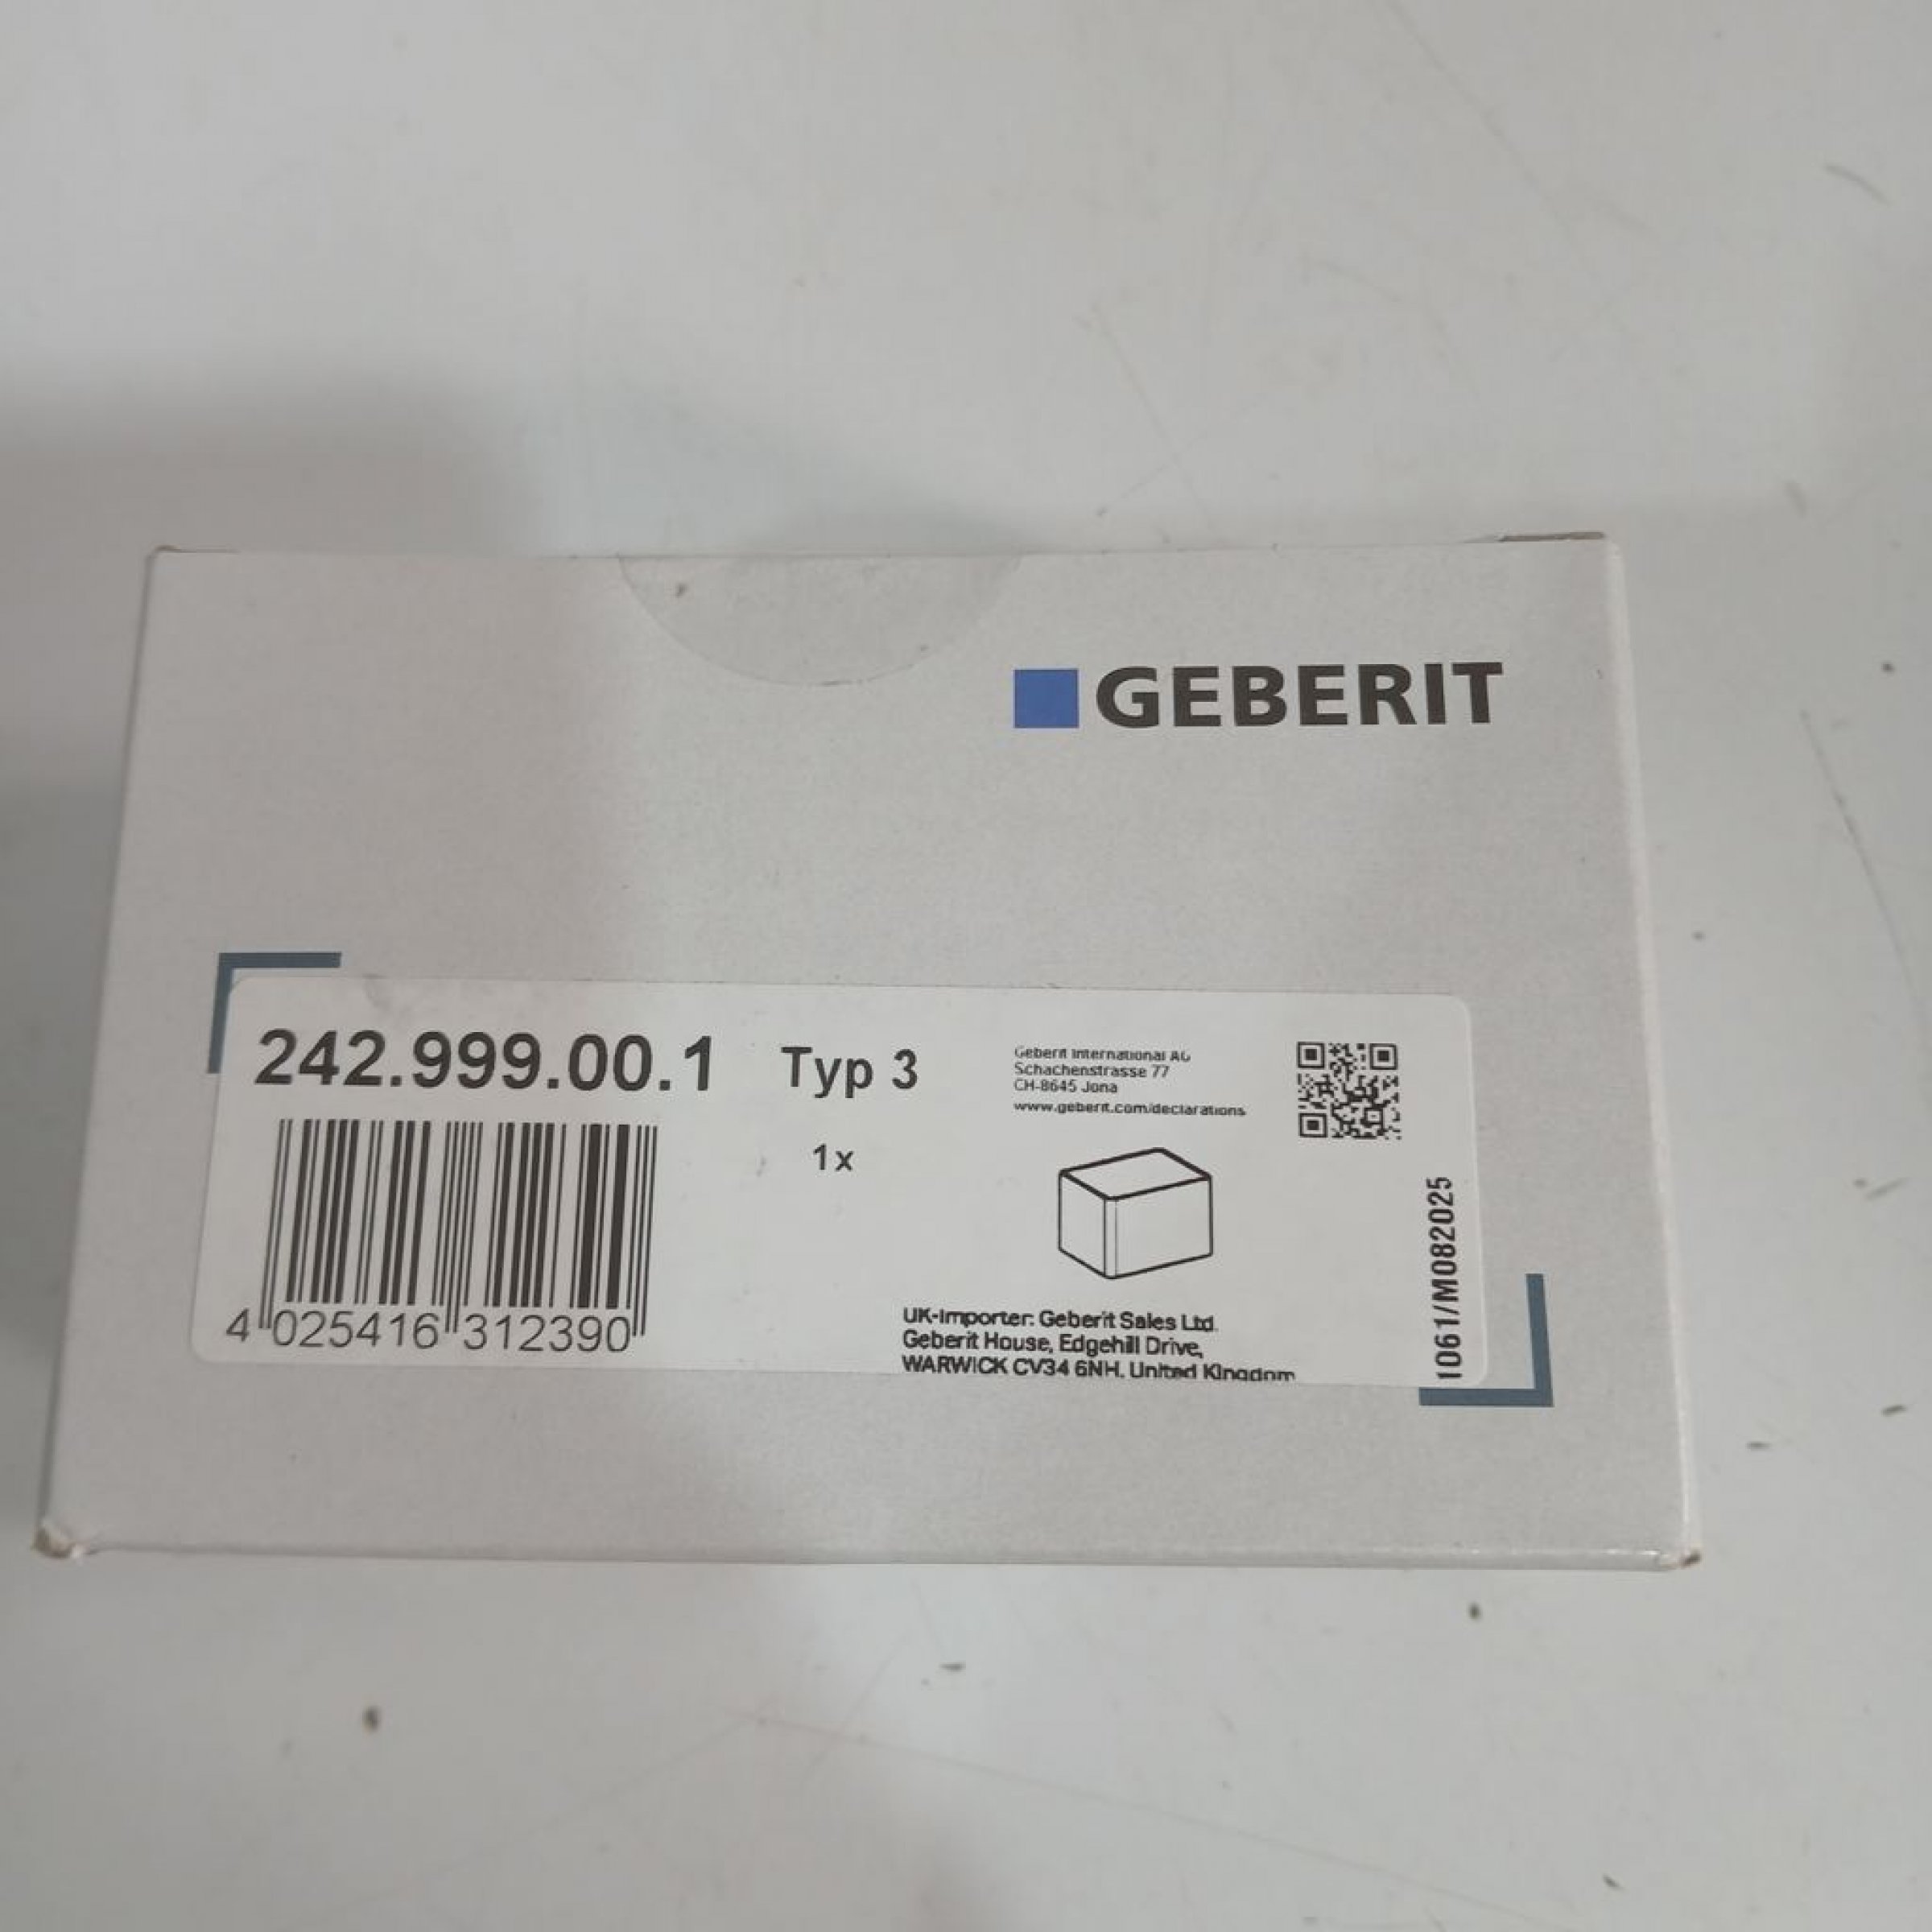 GEBERIT
242.999.00.1 Typ 3
1x
Geberit International AG
Schachenstrasse 77
CH-8645 Jona
www.geberit.com/declarations
4 025416 312390
UK-Importer: Geberit Sales Ltd.
Geberit House, Edgehill Drive,
WARWICK CV34 6NH, United Kingdom
1061/M082025